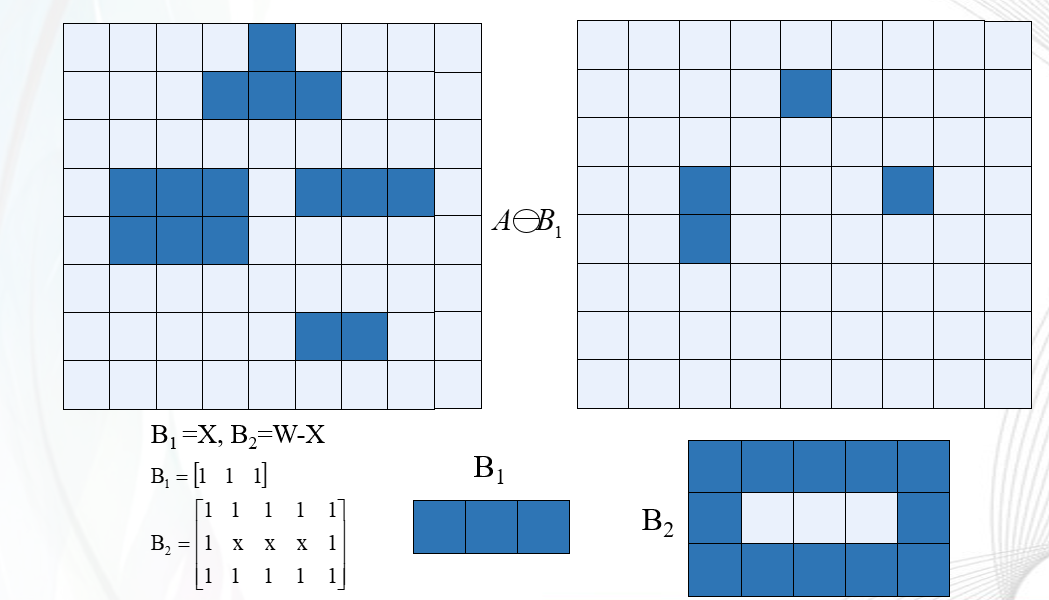 A⊖B₁
B₁ =X, B₂=W-X
B₁ = [1 1 1]
B₂ = [1 1 1 1 1
1 x x x 1
1 1 1 1 1]
B₁
B₂